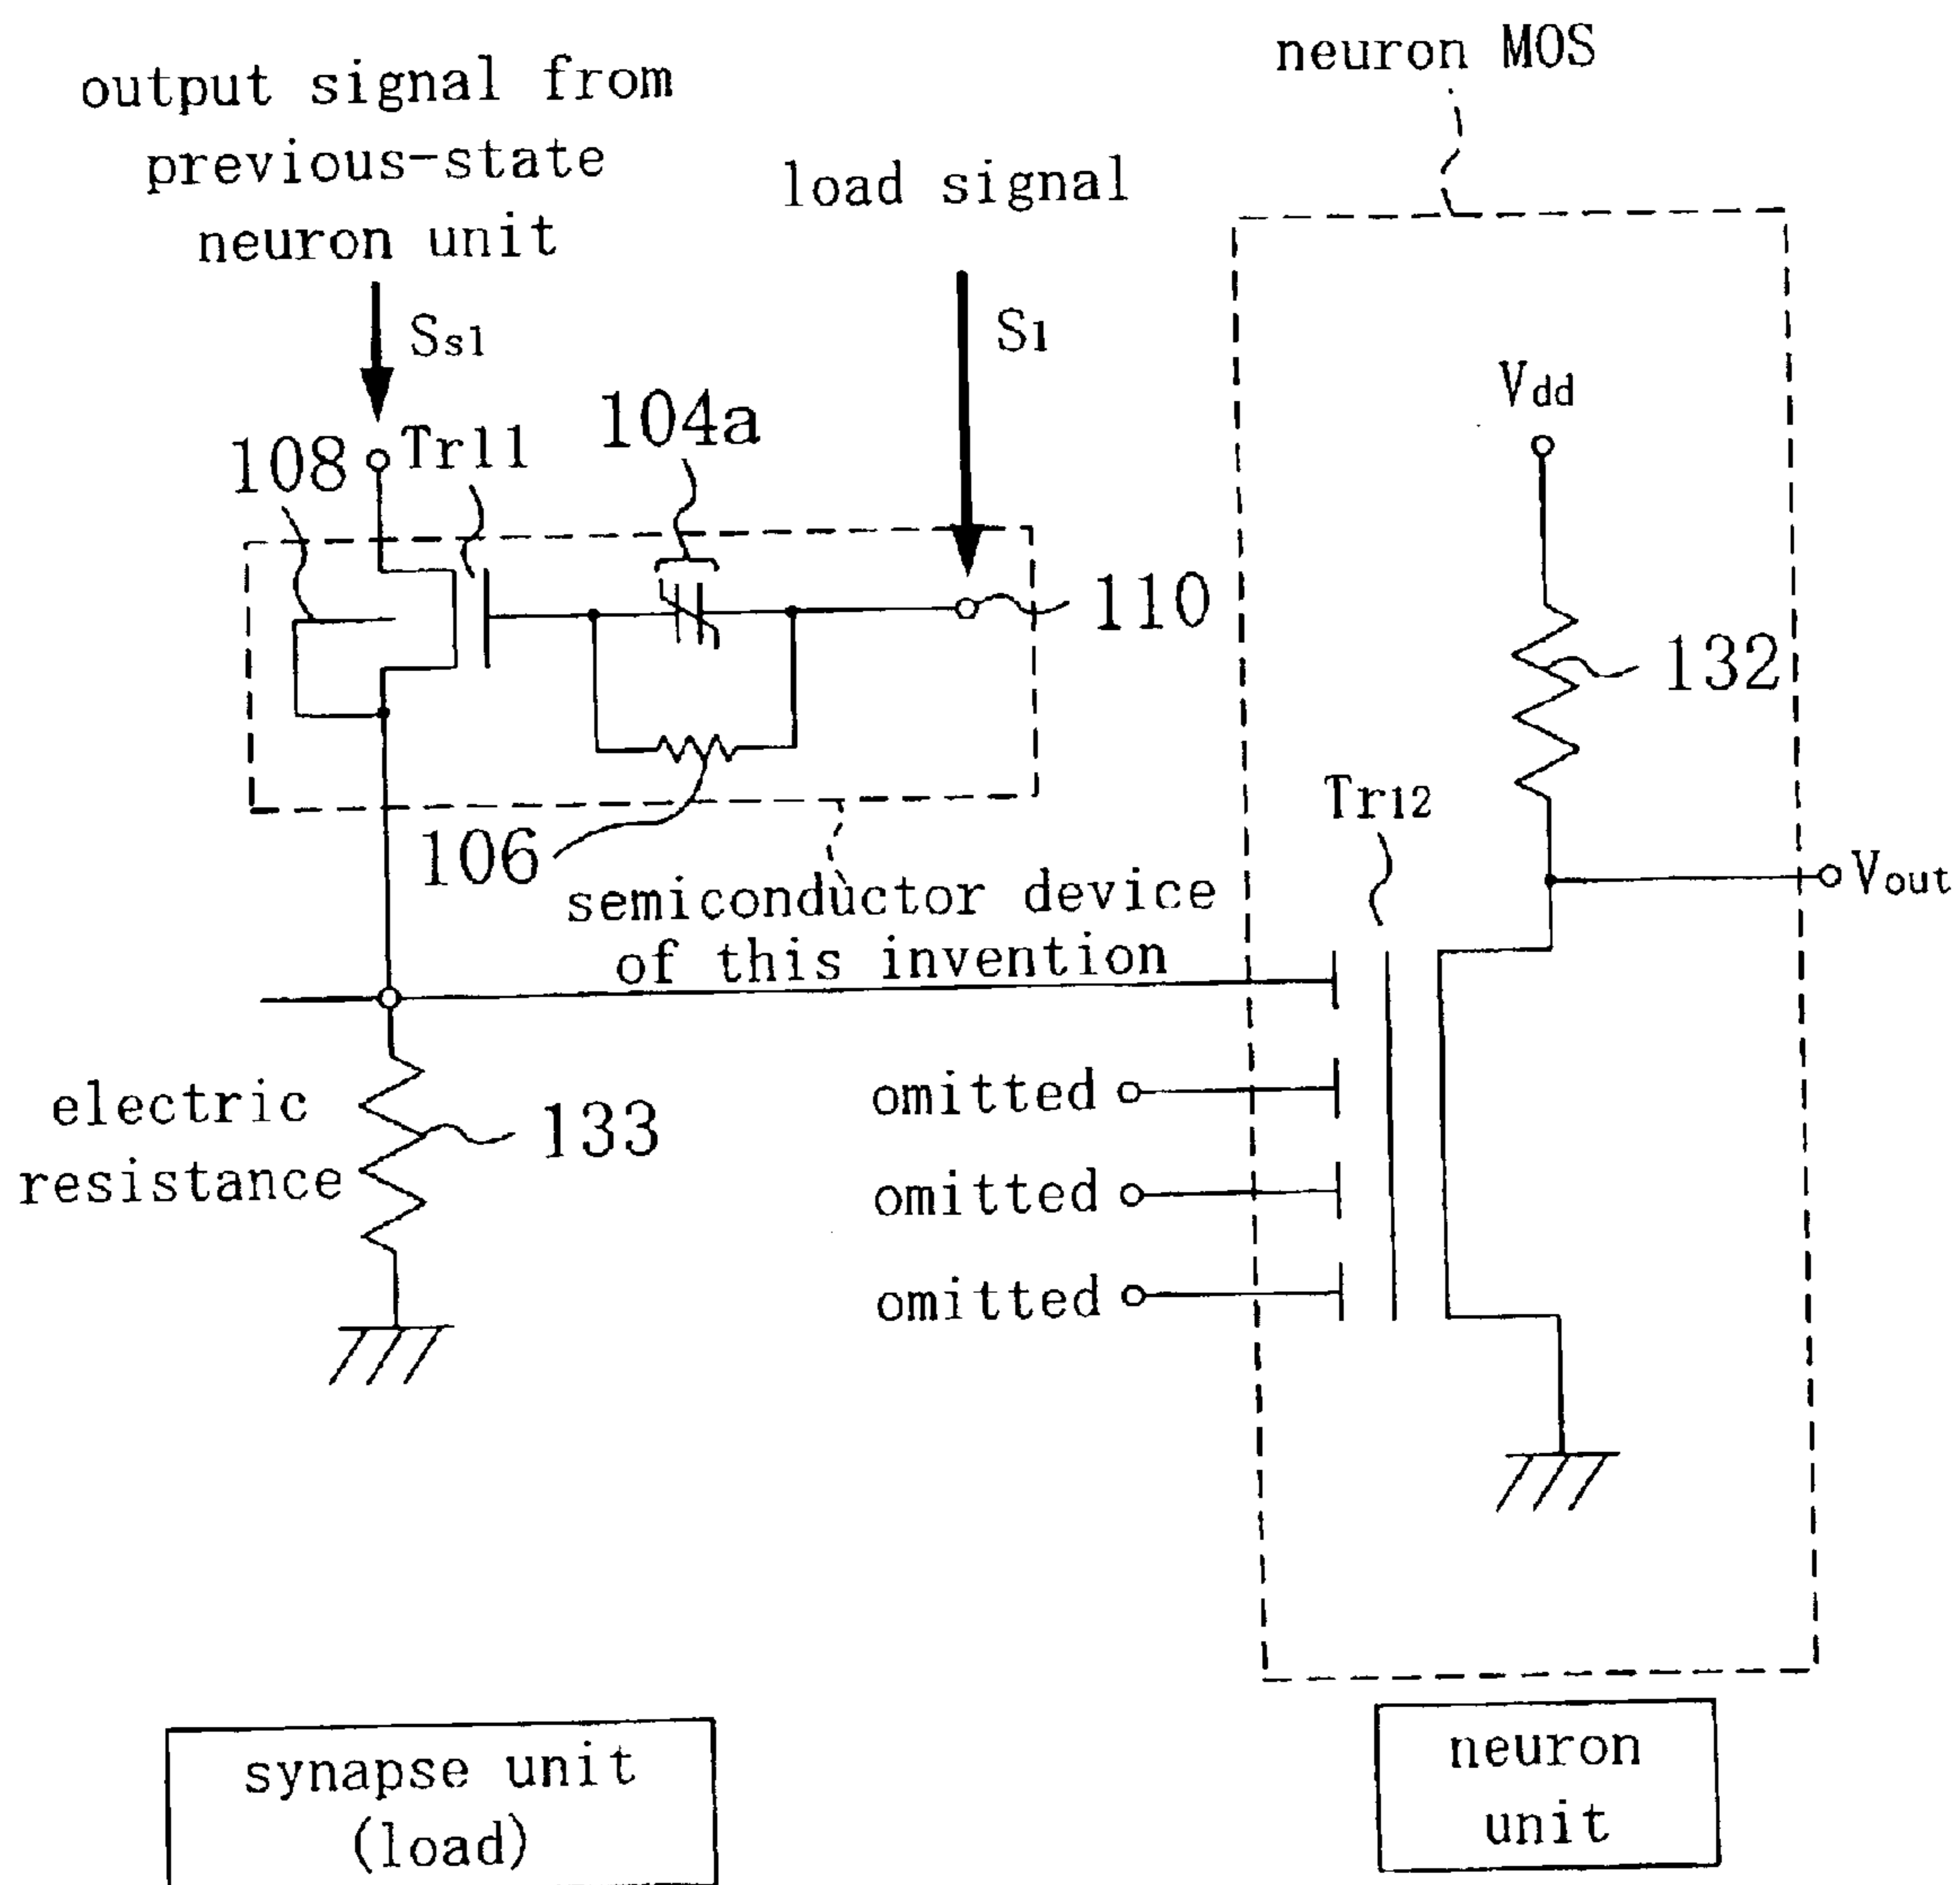 neuron MOS
output signal from
previous-state
neuron unit
load signal
Ss1
S1
Vdd
108
Tr11
104a
110
132
Tr12
106
Vout
semiconductor device
of this invention
electric
resistance
133
omitted
omitted
omitted
synapse unit
(load)
neuron
unit